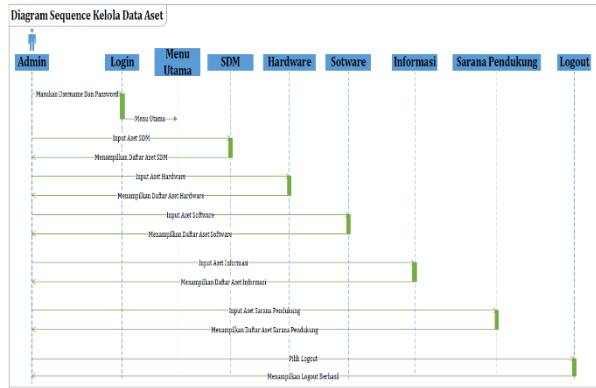 Diagram Sequence Kelola Data Aset
Admin
Login
Menu
Utama
SDM
Hardware
Sotware
Informasi
Sarana Pendukung
Logout
Masukan Username Dan Password
Menu Utama
Input Aset SDM
Menampilkan Daftar Aset SDM
Input Aset Hardware
Menampilkan Daftar Aset Hardware
Input Aset Software
Menampilkan Daftar Aset Software
Input Aset Informasi
Menampilkan Daftar Aset Informasi
Input Aset Sarana Pendukung
Menampilkan Daftar Aset Sarana Pendukung
Pilih Logout
Menampilkan Logout Berhasil